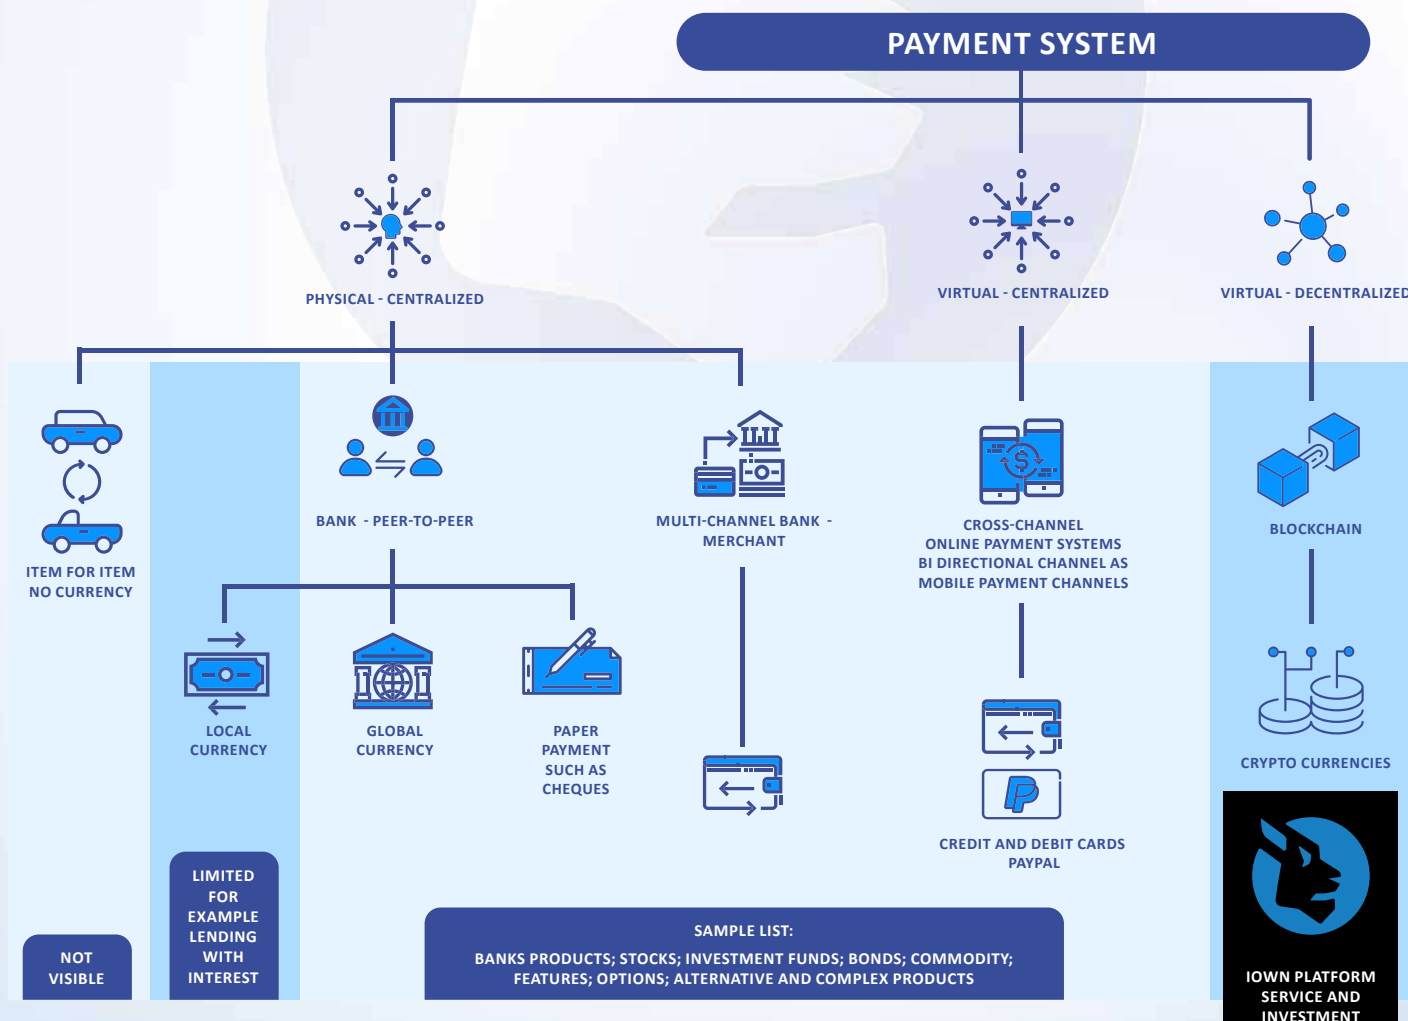 PAYMENT SYSTEM
PHYSICAL - CENTRALIZED
VIRTUAL - CENTRALIZED
VIRTUAL - DECENTRALIZED
ITEM FOR ITEM
NO CURRENCY
BANK - PEER-TO-PEER
MULTI-CHANNEL BANK -
MERCHANT
CROSS-CHANNEL
ONLINE PAYMENT SYSTEMS
BI DIRECTIONAL CHANNEL AS
MOBILE PAYMENT CHANNELS
BLOCKCHAIN
LOCAL
CURRENCY
GLOBAL
CURRENCY
PAPER
PAYMENT
SUCH AS
CHEQUES
CREDIT AND DEBIT CARDS
PAYPAL
CRYPTO CURRENCIES
NOT
VISIBLE
LIMITED
FOR
EXAMPLE
LENDING
WITH
INTEREST
SAMPLE LIST:
BANKS PRODUCTS; STOCKS; INVESTMENT FUNDS; BONDS; COMMODITY;
FEATURES; OPTIONS; ALTERNATIVE AND COMPLEX PRODUCTS
IOWN PLATFORM
SERVICE AND
INVESTMENT